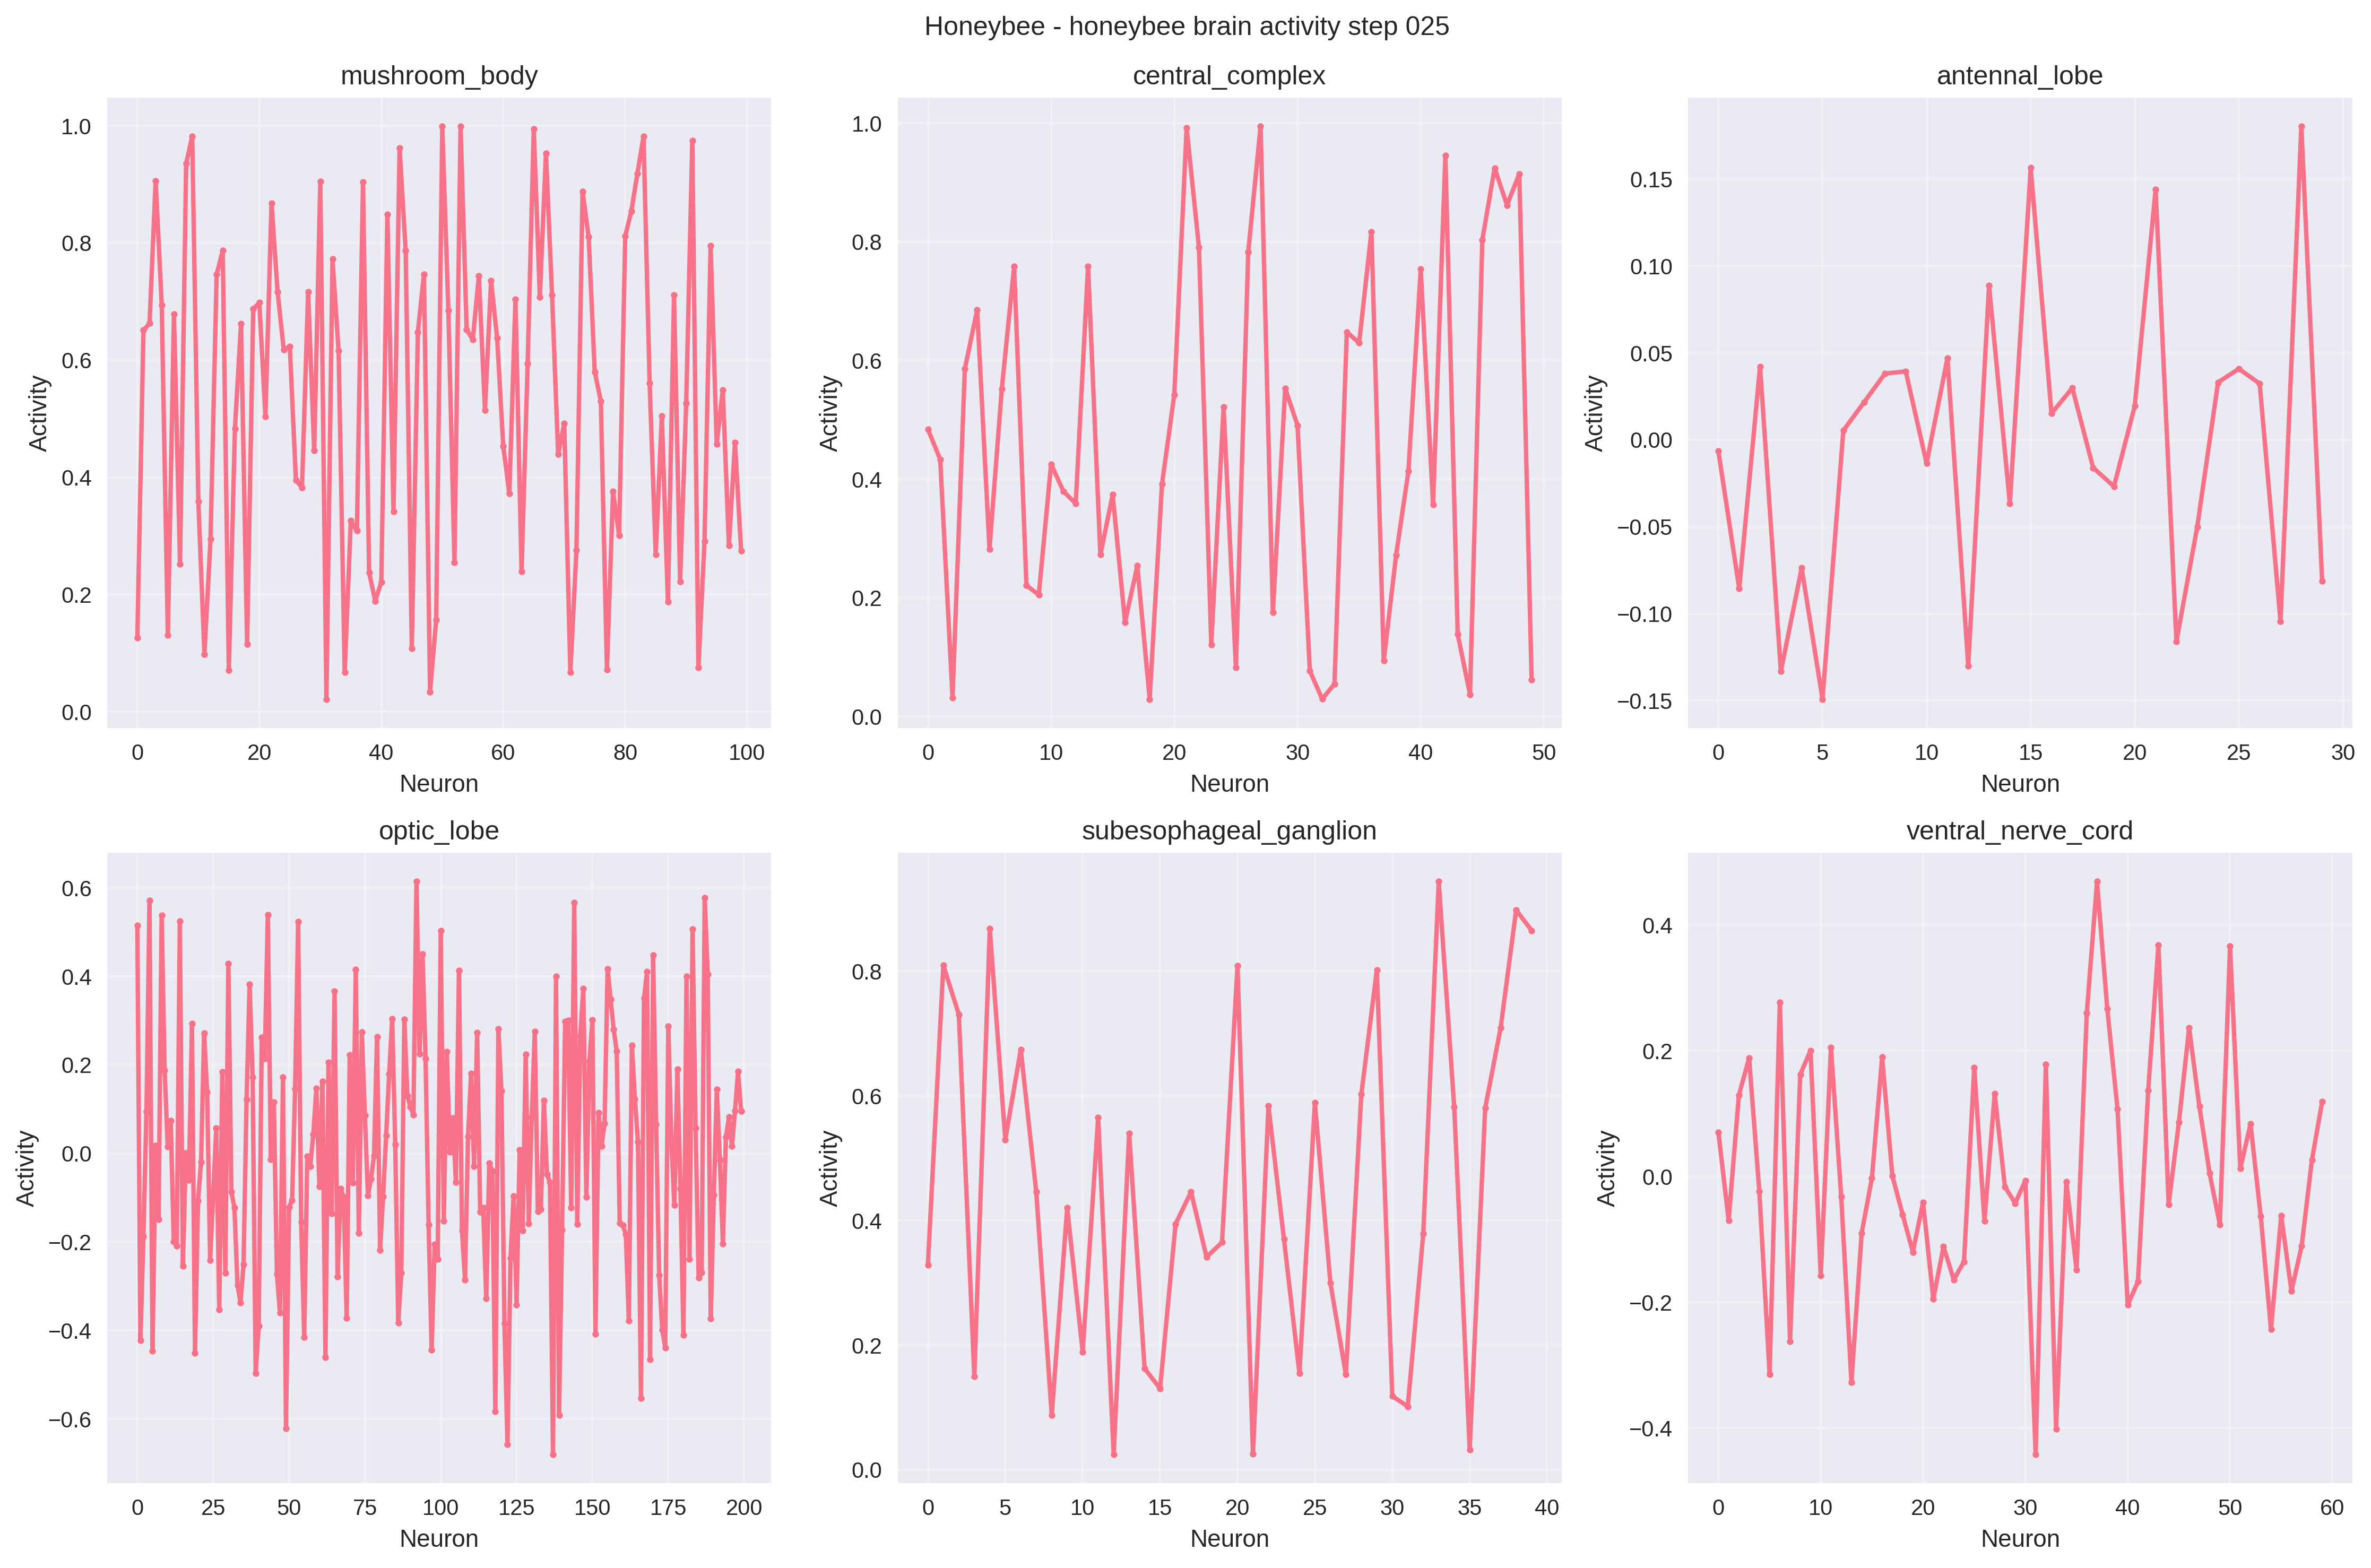 Honeybee - honeybee brain activity step 025
mushroom_body
central_complex
antennal_lobe
Activity
1.0
0.8
0.6
0.4
0.2
0.0
0 20 40 60 80 100
Neuron
Activity
1.0
0.8
0.6
0.4
0.2
0.0
0 10 20 30 40 50
Neuron
Activity
0.15
0.10
0.05
0.00
−0.05
−0.10
−0.15
0 5 10 15 20 25 30
Neuron
optic_lobe
subesophageal_ganglion
ventral_nerve_cord
Activity
0.6
0.4
0.2
0.0
−0.2
−0.4
−0.6
0 25 50 75 100 125 150 175 200
Neuron
Activity
0.8
0.6
0.4
0.2
0.0
0 5 10 15 20 25 30 35 40
Neuron
Activity
0.4
0.2
0.0
−0.2
−0.4
0 10 20 30 40 50 60
Neuron